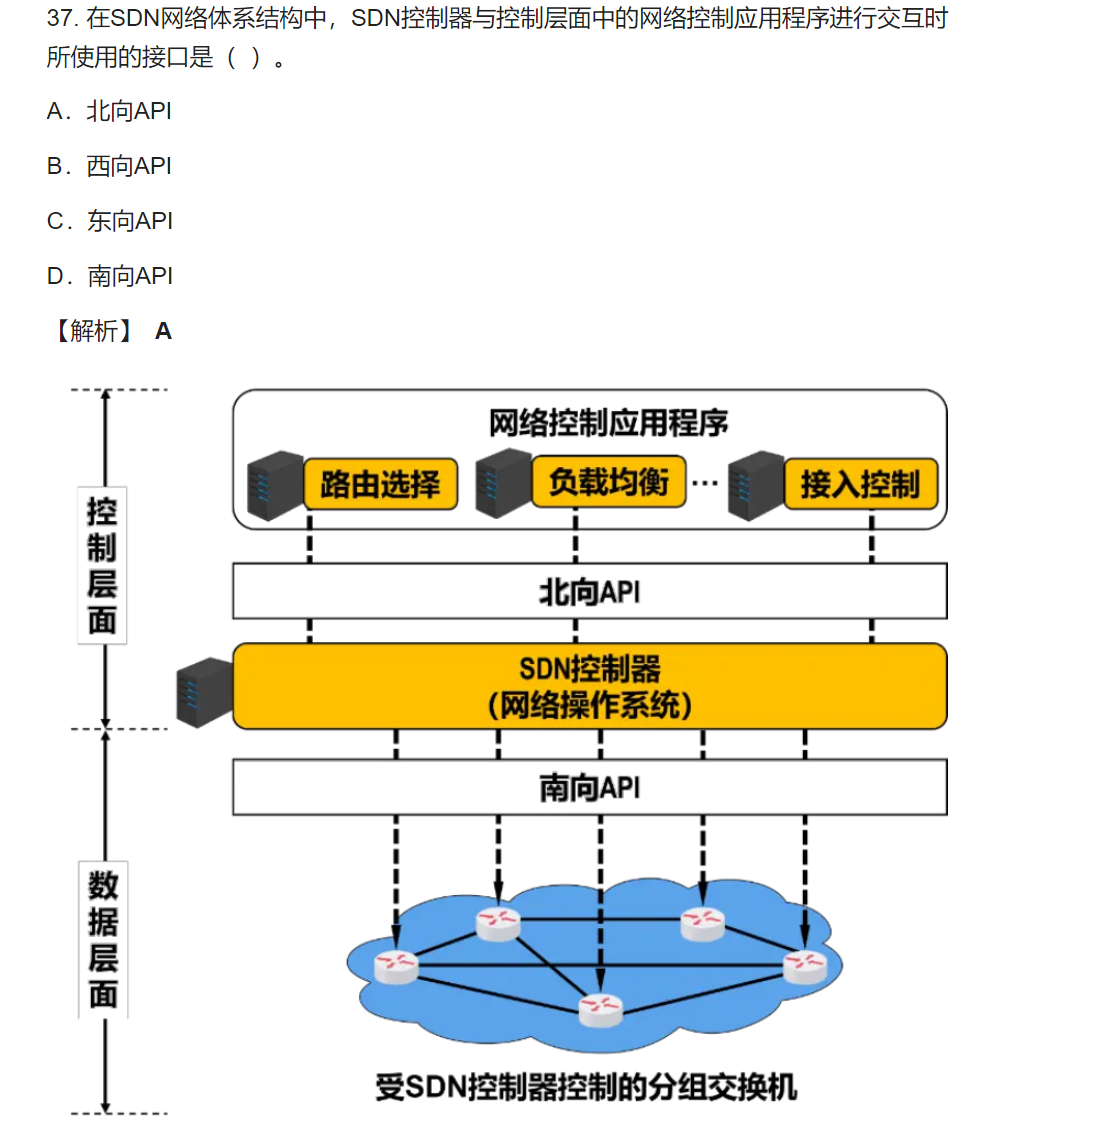 37. 在SDN网络体系结构中，SDN控制器与控制层面中的网络控制应用程序进行交互时
所使用的接口是（ ）。
A．北向API
B．西向API
C．东向API
D．南向API
【解析】 A
网络控制应用程序
路由选择
负载均衡
···
接入控制
控制层面
北向API
SDN控制器
（网络操作系统）
南向API
数据层面
受SDN控制器控制的分组交换机